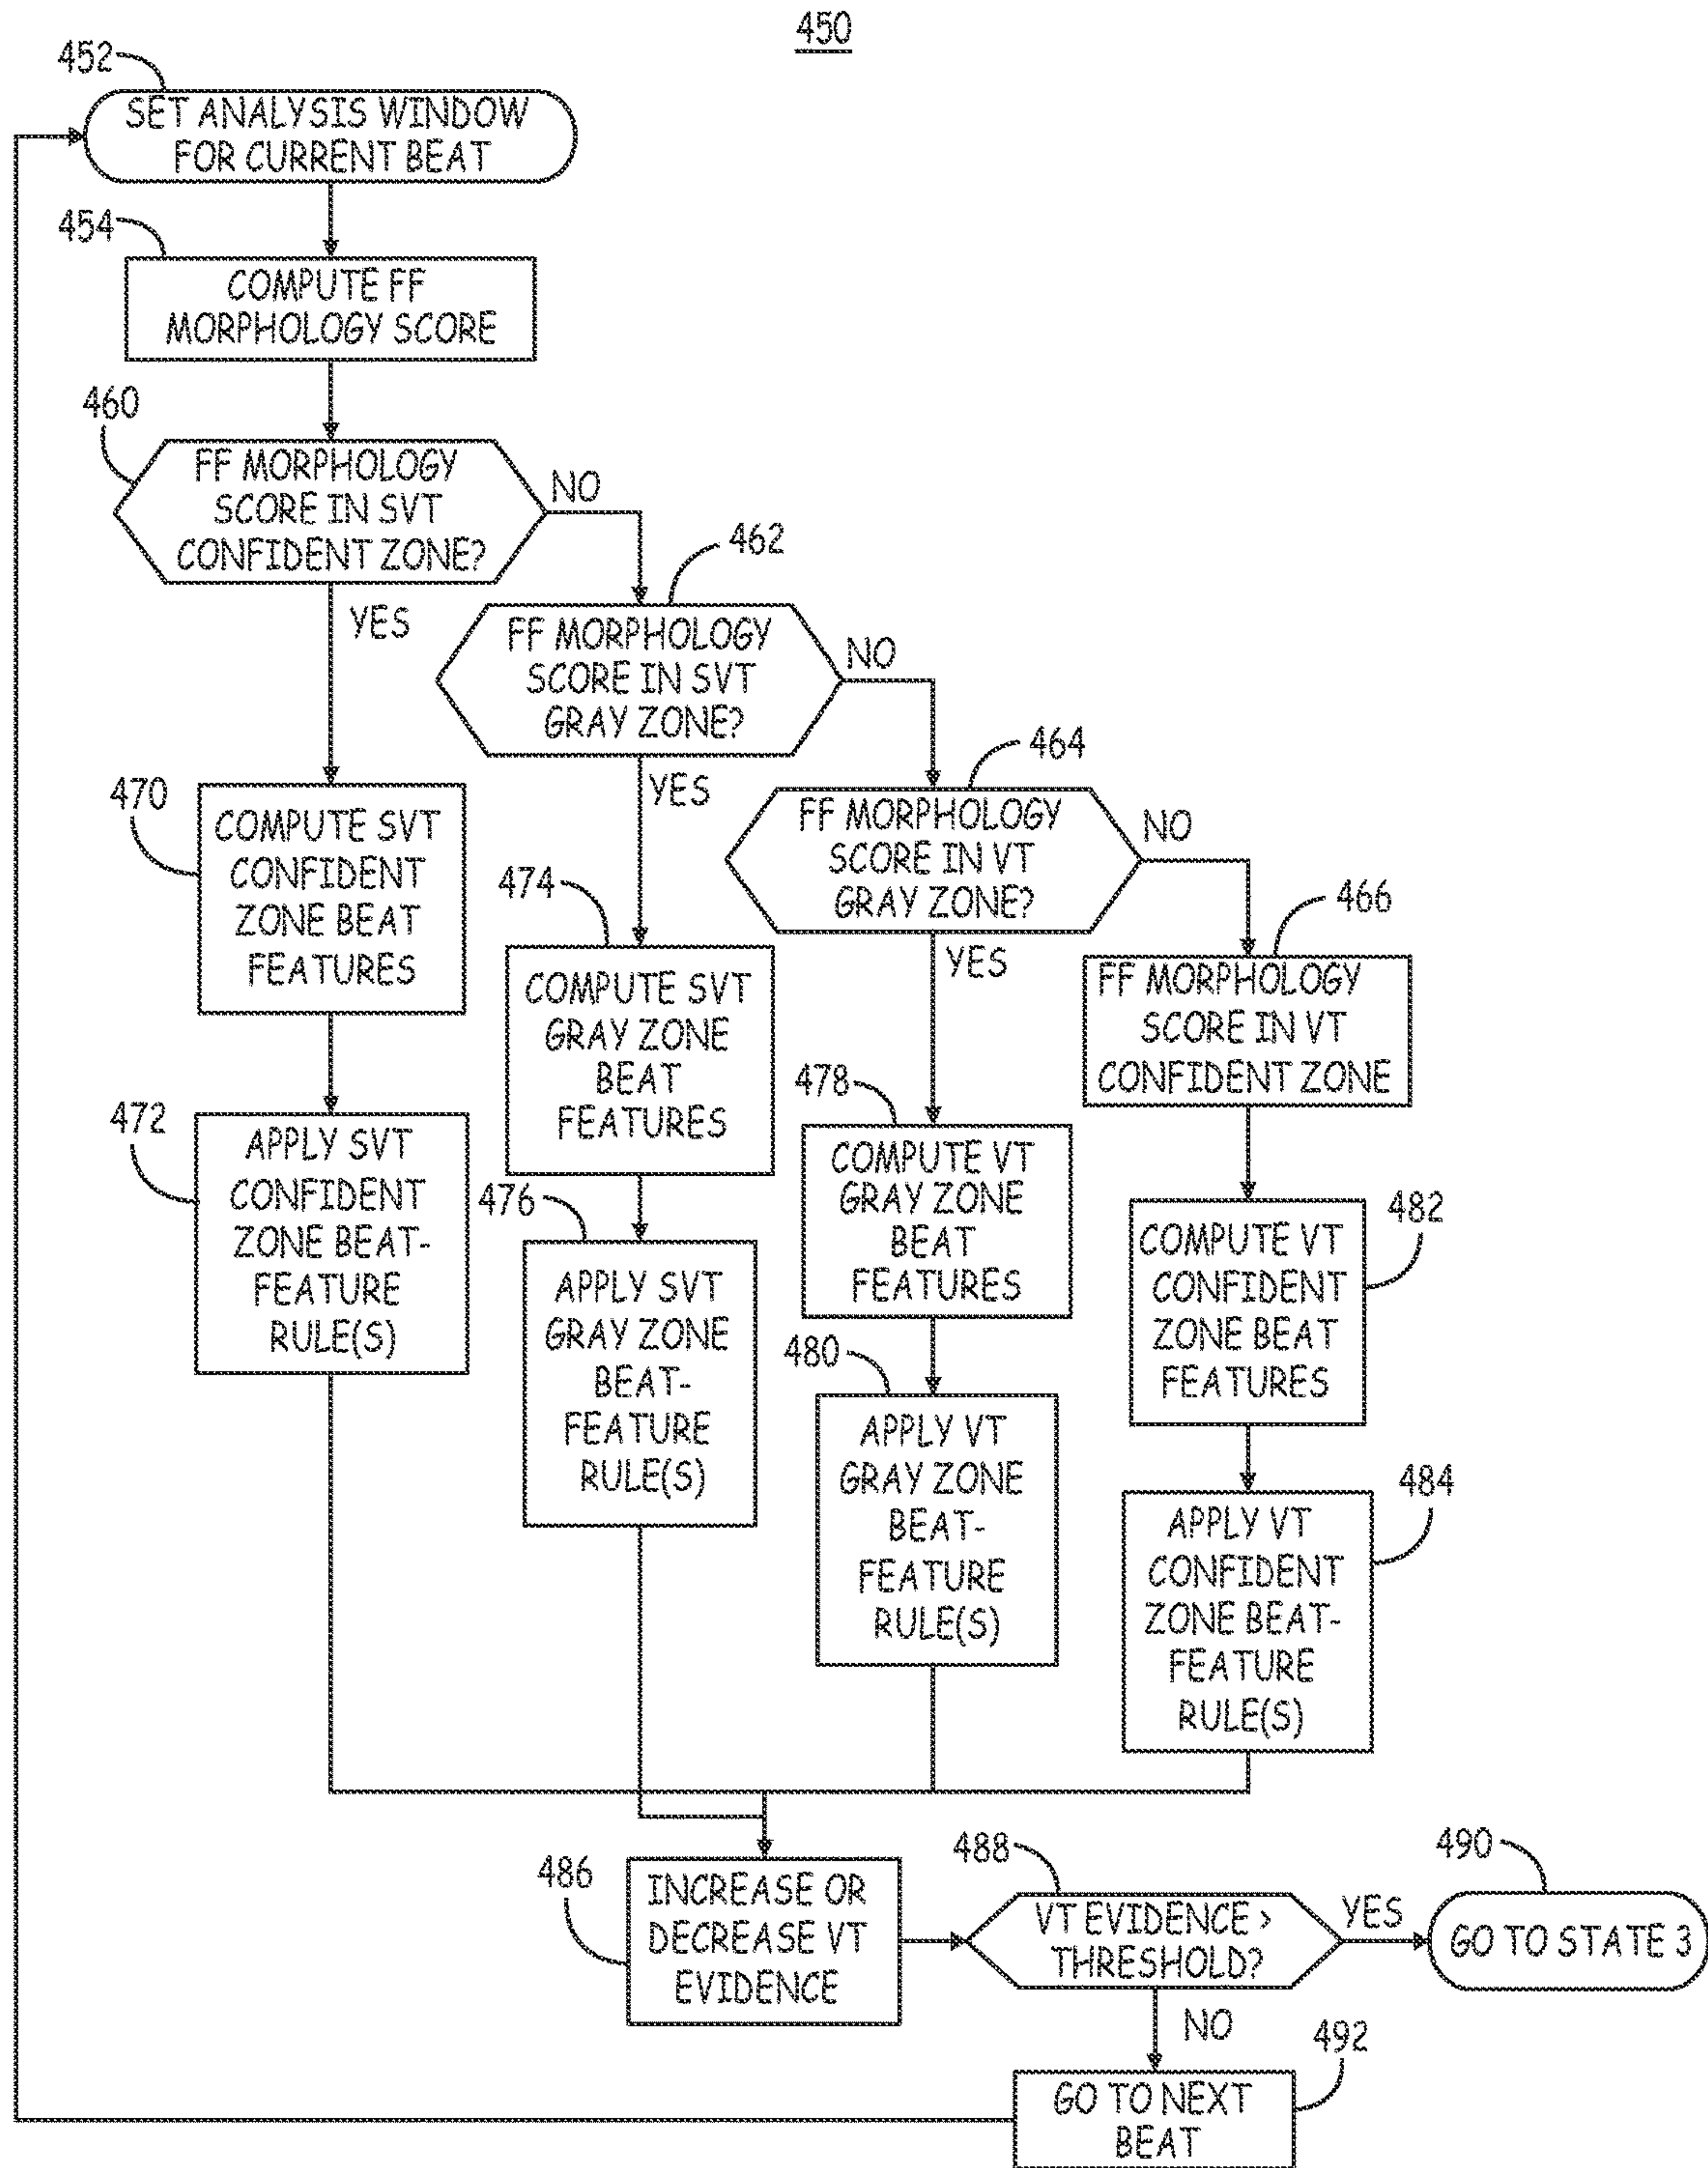 450
452
SET ANALYSIS WINDOW
FOR CURRENT BEAT
454
COMPUTE FF
MORPHOLOGY SCORE
460
FF MORPHOLOGY
SCORE IN SVT
CONFIDENT ZONE?
NO
YES
462
FF MORPHOLOGY
SCORE IN SVT
GRAY ZONE?
NO
YES
464
FF MORPHOLOGY
SCORE IN VT
GRAY ZONE?
NO
YES
466
FF MORPHOLOGY
SCORE IN VT
CONFIDENT ZONE
470
COMPUTE SVT
CONFIDENT
ZONE BEAT
FEATURES
472
APPLY SVT
CONFIDENT
ZONE BEAT-
FEATURE
RULE(S)
474
COMPUTE SVT
GRAY ZONE
BEAT
FEATURES
476
APPLY SVT
GRAY ZONE
BEAT-
FEATURE
RULE(S)
478
COMPUTE VT
GRAY ZONE
BEAT
FEATURES
480
APPLY VT
GRAY ZONE
BEAT-
FEATURE
RULE(S)
482
COMPUTE VT
CONFIDENT
ZONE BEAT
FEATURES
484
APPLY VT
CONFIDENT
ZONE BEAT-
FEATURE
RULE(S)
486
INCREASE OR
DECREASE VT
EVIDENCE
488
VT EVIDENCE >
THRESHOLD?
YES
NO
490
GO TO STATE 3
492
GO TO NEXT
BEAT